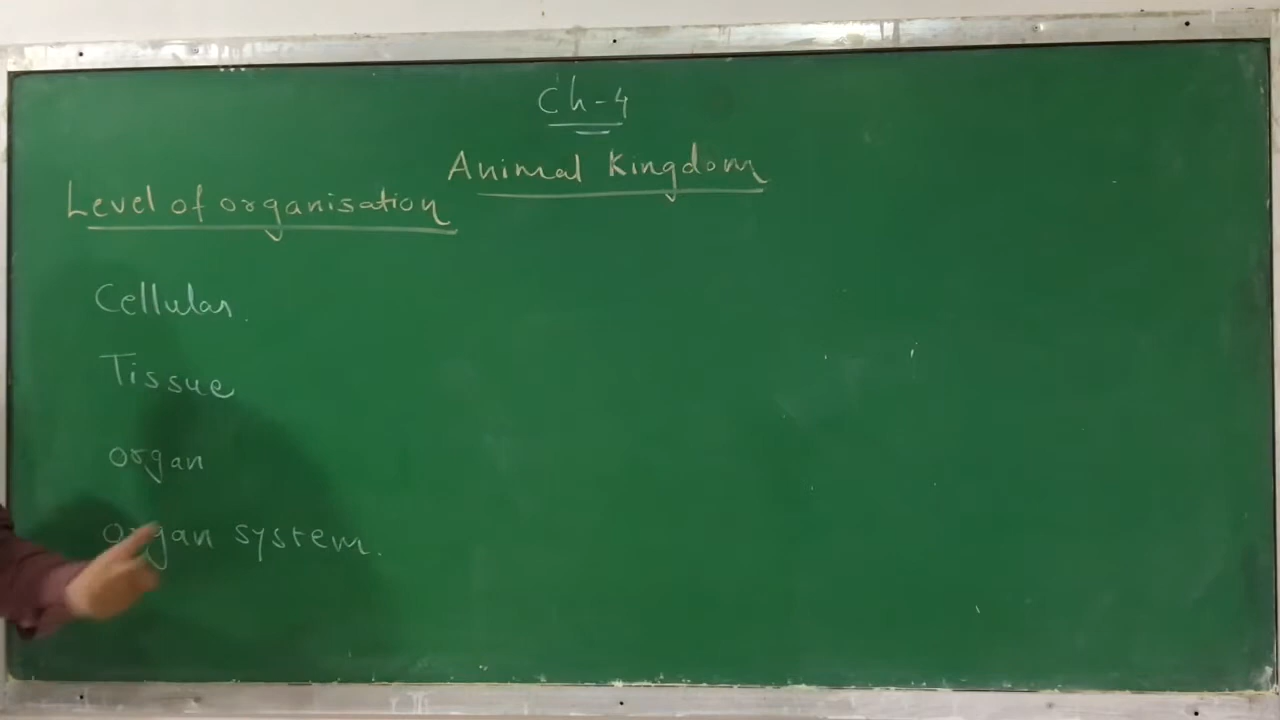 Ch-4
Animal Kingdom
Level of organisation
Cellular.
Tissue
organ
organ system.